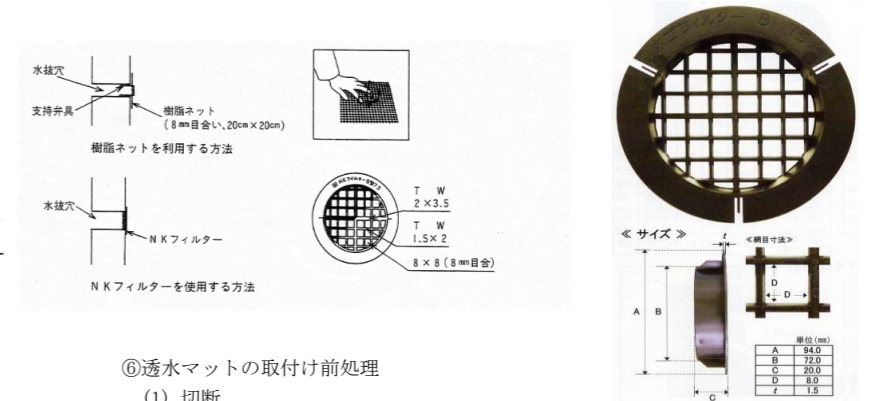 水抜穴
支持弁具
樹脂ネット
(8㎜目合い、20㎝×20㎝)
樹脂ネットを利用する方法
水抜穴
NKフィルター
NKフィルターを使用する方法
T W
2×3.5
T W
1.5×2
8×8(8㎜目合)
≪ サイズ ≫
t
≪網目寸法≫
A
B
C
D
D
単位(mm)
A 94.0
B 72.0
C 20.0
D 8.0
t 1.5
⑥透水マットの取付け前処理
(1) 切断